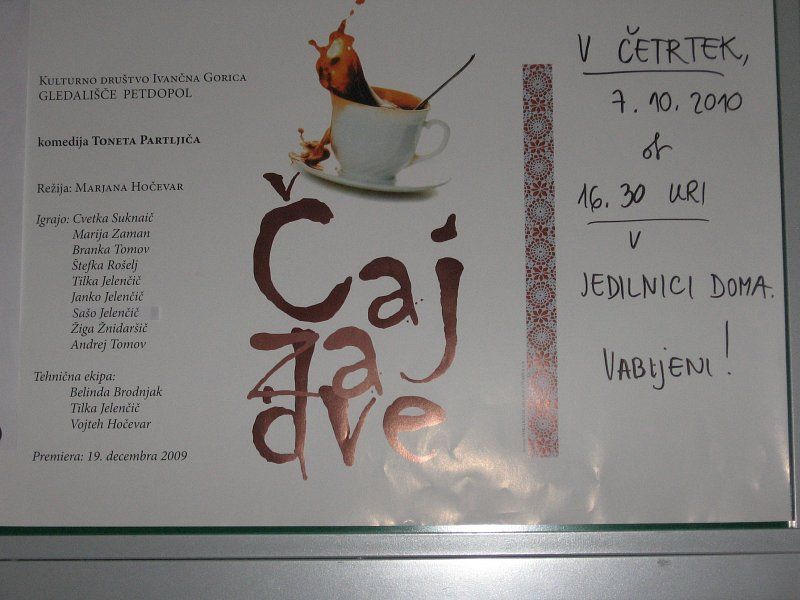 KULTURNO DRUŠTVO IVANČNA GORICA
GLEDALIŠČE PETDOPOL
komedija TONETA PARTLJIČA
Režija: MARJANA HOČEVAR
Igrajo: Cvetka Suknaič
Marija Zaman
Branka Tomov
Štefka Rošelj
Tilka Jelenčič
Janko Jelenčič
Sašo Jelenčič
Žiga Žnidaršič
Andrej Tomov
Tehnična ekipa:
Belinda Brodnjak
Tilka Jelenčič
Vojteh Hočevar
Premiera: 19. decembra 2009
Čaj
za
dve
V ČETRTEK,
7.10.2010
ob
16.30 URI
V
JEDILNICI DOMA.
VABLJENI!